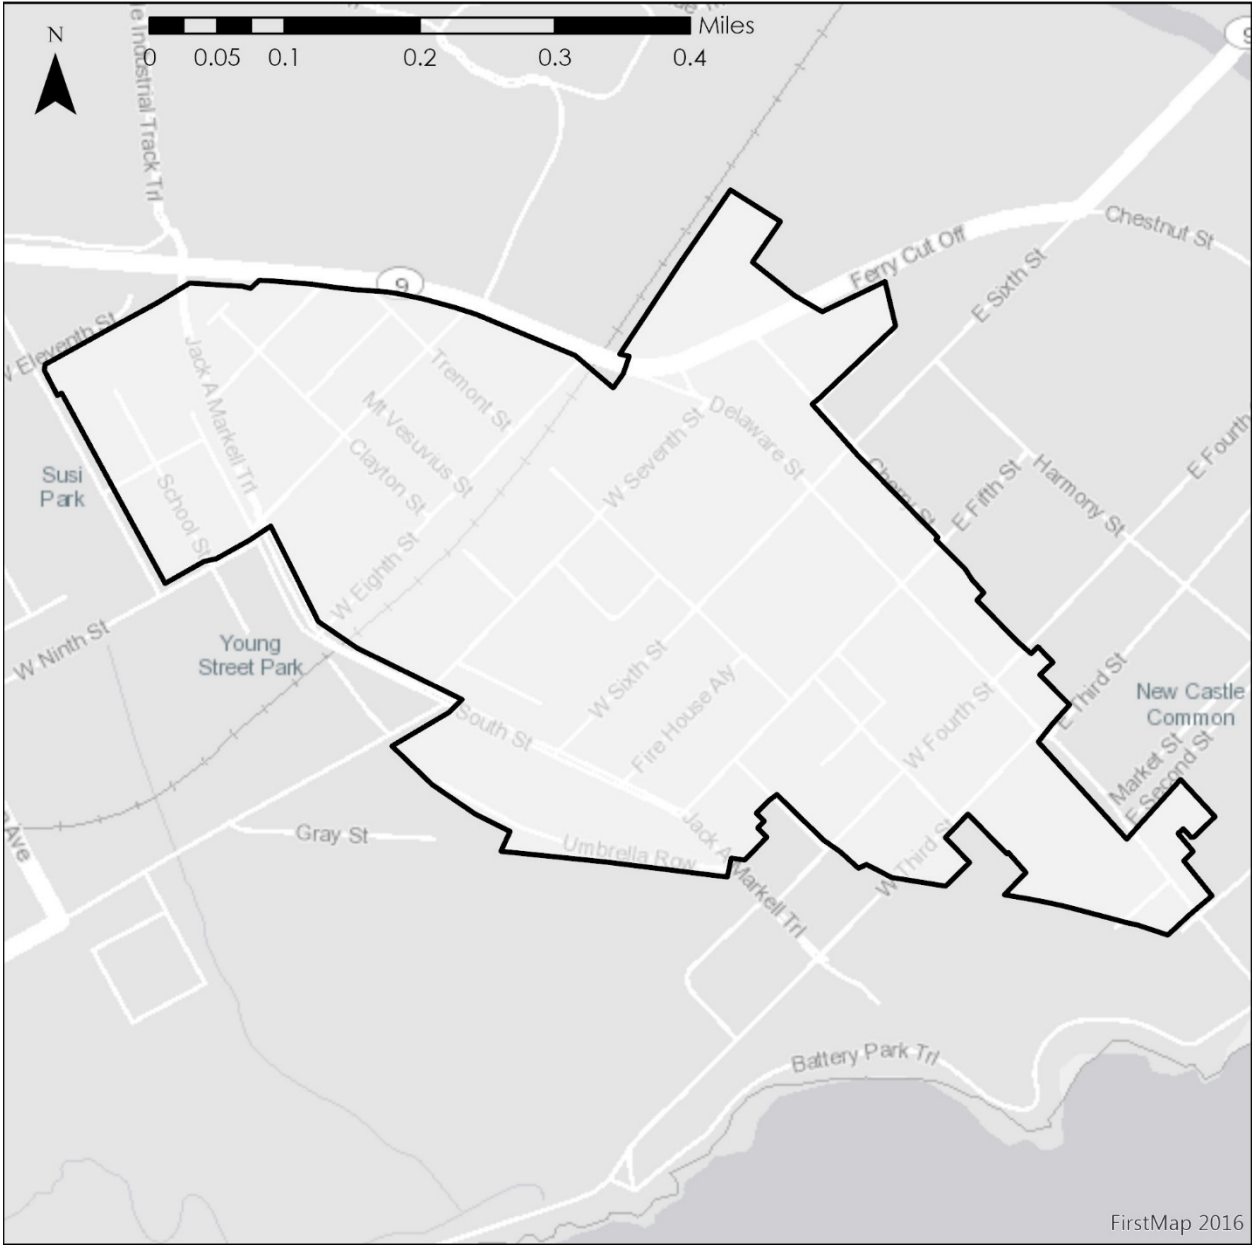 N
Miles
0 0.05 0.1 0.2 0.3 0.4
Industrial Track Trl
9
9
Chestnut St
Ferry Cut Off
E Sixth St
W Eleventh St
Jack A Markell Trl
Tremont St
Mt Vesuvius St
Clayton St
Delaware St
W Seventh St
E Fourth
Harmony St
E Fifth St
Cherry St
Susi
Park
School St
W Eighth St
W Ninth St
Young
Street Park
W Sixth St
Fire House Aly
W Fourth St
E Third St
New Castle
Common
South St
Market St
E Second St
Ave
Gray St
Umbrella Row
Jack A Markell Trl
W Third St
Battery Park Trl
FirstMap 2016